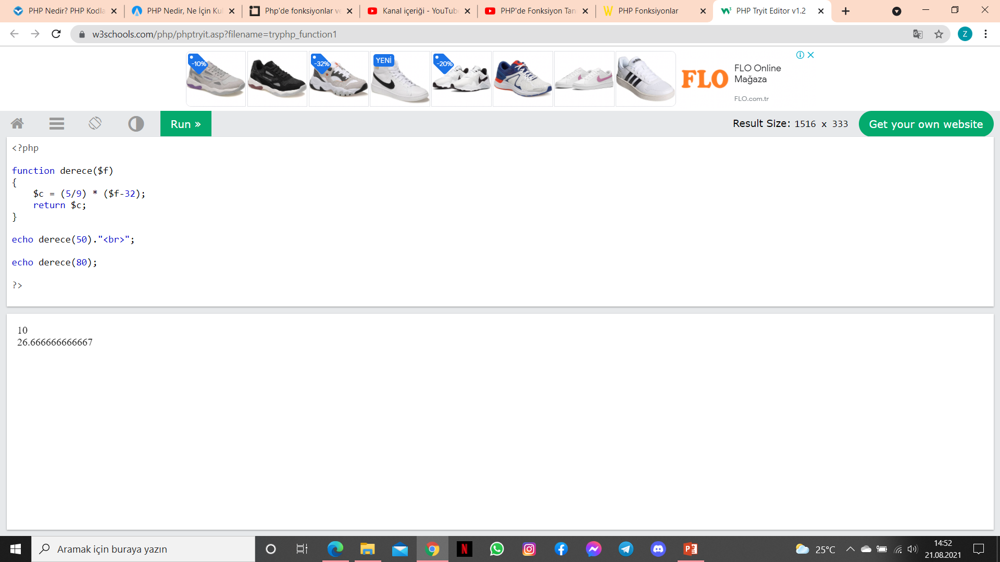 PHP Nedir? PHP Kodla
PHP Nedir, Ne İçin Kul
Php'de fonksiyonlar ve
Kanal içeriği - YouTube
PHP'de Fonksiyon Tan
PHP Fonksiyonlar
PHP Tryit Editor v1.2
w3schools.com/php/phptryit.asp?filename=tryphp_function1
Z
-10%
-32%
YENİ
-20%
adidas
FLO
FLO Online
Mağaza
FLO.com.tr
Run »
Result Size: 1516 x 333
Get your own website
<?php
function derece($f)
{
$c = (5/9) * ($f-32);
return $c;
}
echo derece(50)."<br>";
echo derece(80);
?>
10
26.666666666667
Aramak için buraya yazın
N
25°C
14:52
21.08.2021